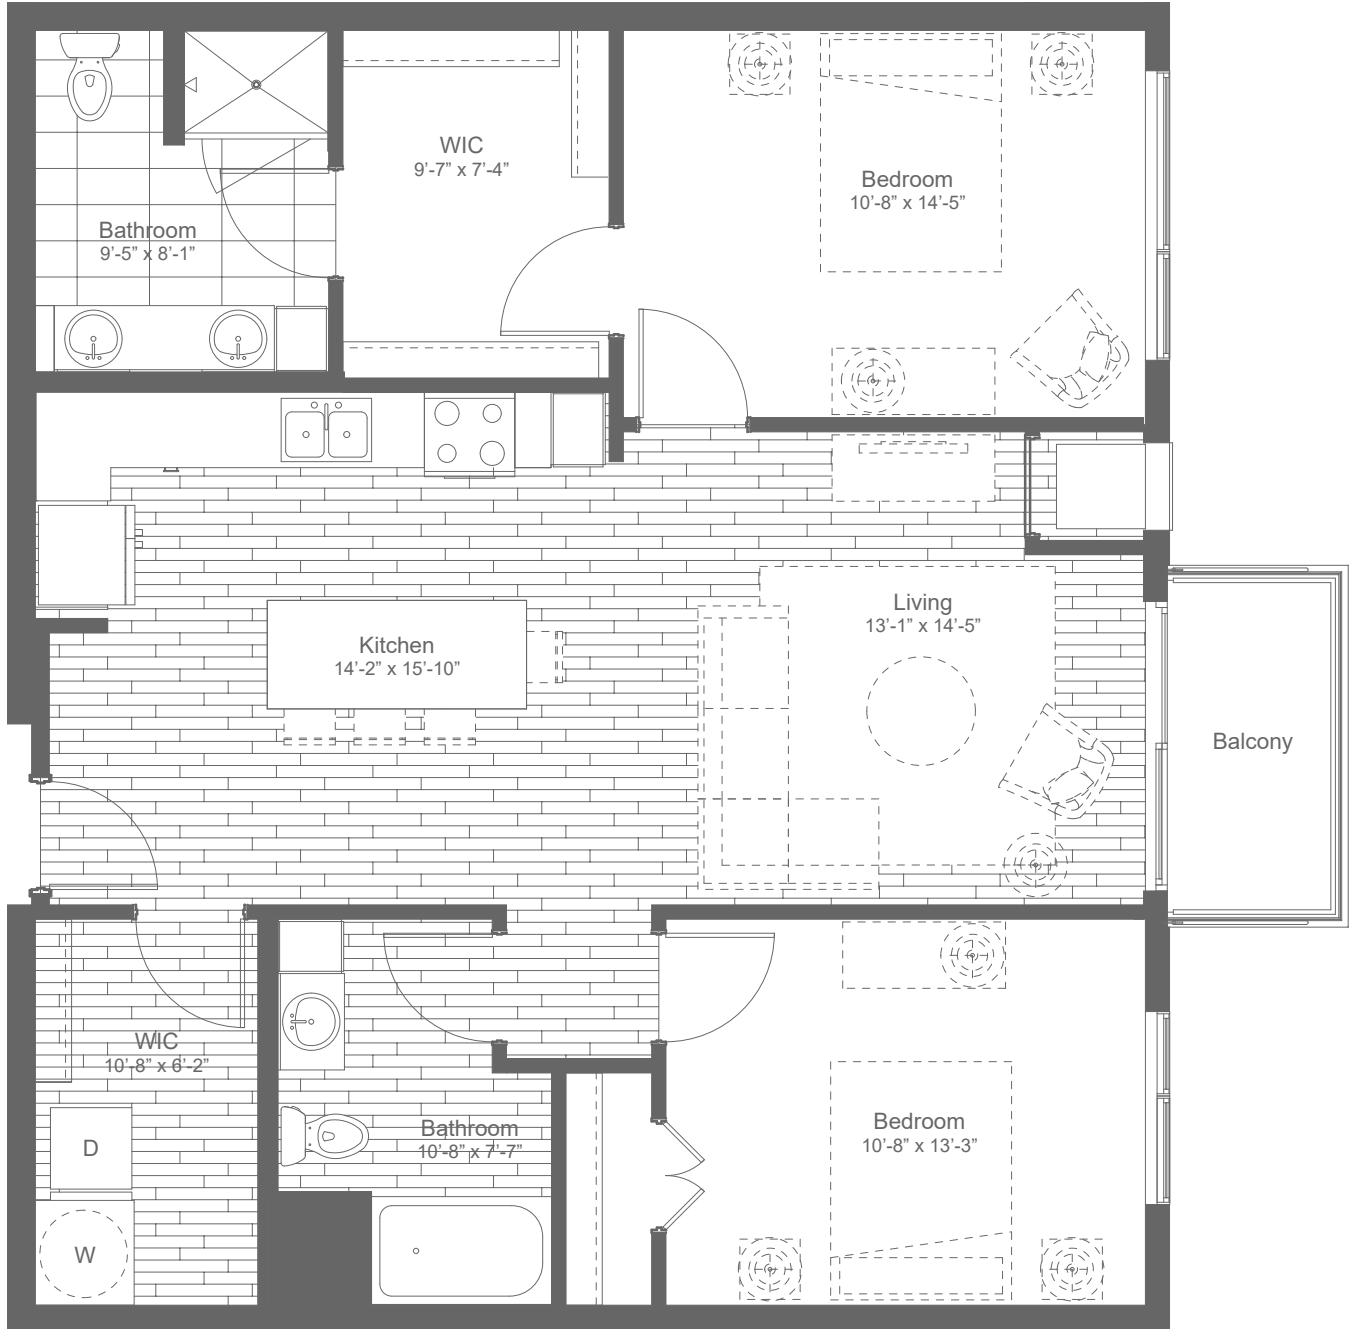 WIC
9’-7” x 7’-4”
Bedroom
10’-8” x 14’-5”
Bathroom
9’-5” x 8’-1”
Living
13’-1” x 14’-5”
Kitchen
14’-2” x 15’-10”
Balcony
WIC
10’-8” x 6’-2”
Bathroom
10’-8” x 7’-7”
Bedroom
10’-8” x 13’-3”
D
W